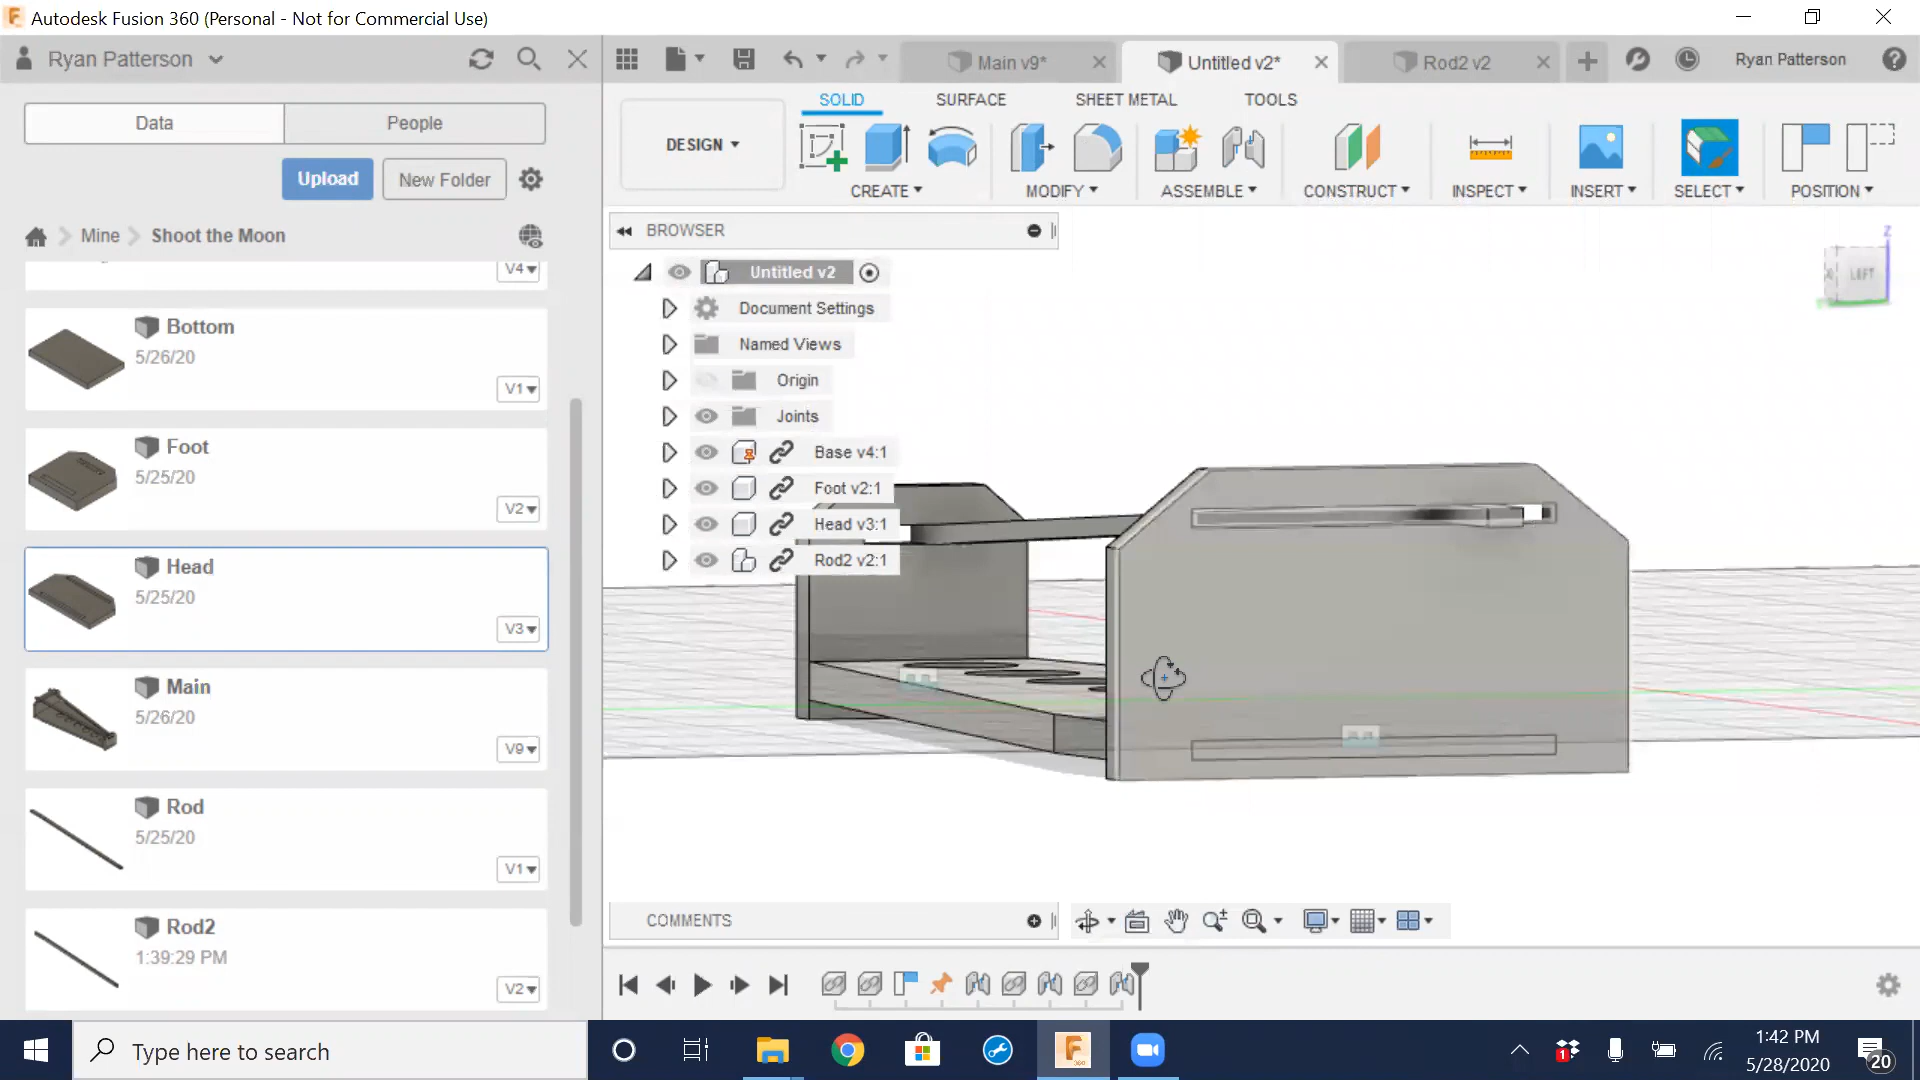 Autodesk Fusion 360 (Personal - Not for Commercial Use)
Ryan Patterson
Main v9*
Untitled v2*
Rod2 v2
Ryan Patterson
Data
People
SOLID
SURFACE
SHEET METAL
TOOLS
DESIGN
Upload
New Folder
CREATE
MODIFY
ASSEMBLE
CONSTRUCT
INSPECT
INSERT
SELECT
POSITION
Mine
Shoot the Moon
BROWSER
Z
LEFT
V4
Untitled v2
Document Settings
Named Views
Origin
Joints
Base v4:1
Foot v2:1
Head v3:1
Rod2 v2:1
Bottom
5/26/20
V1
Foot
5/25/20
V2
Head
5/25/20
V3
Main
5/26/20
V9
Rod
5/25/20
V1
Rod2
1:39:29 PM
V2
COMMENTS
Type here to search
F
360
1
1:42 PM
5/28/2020
20